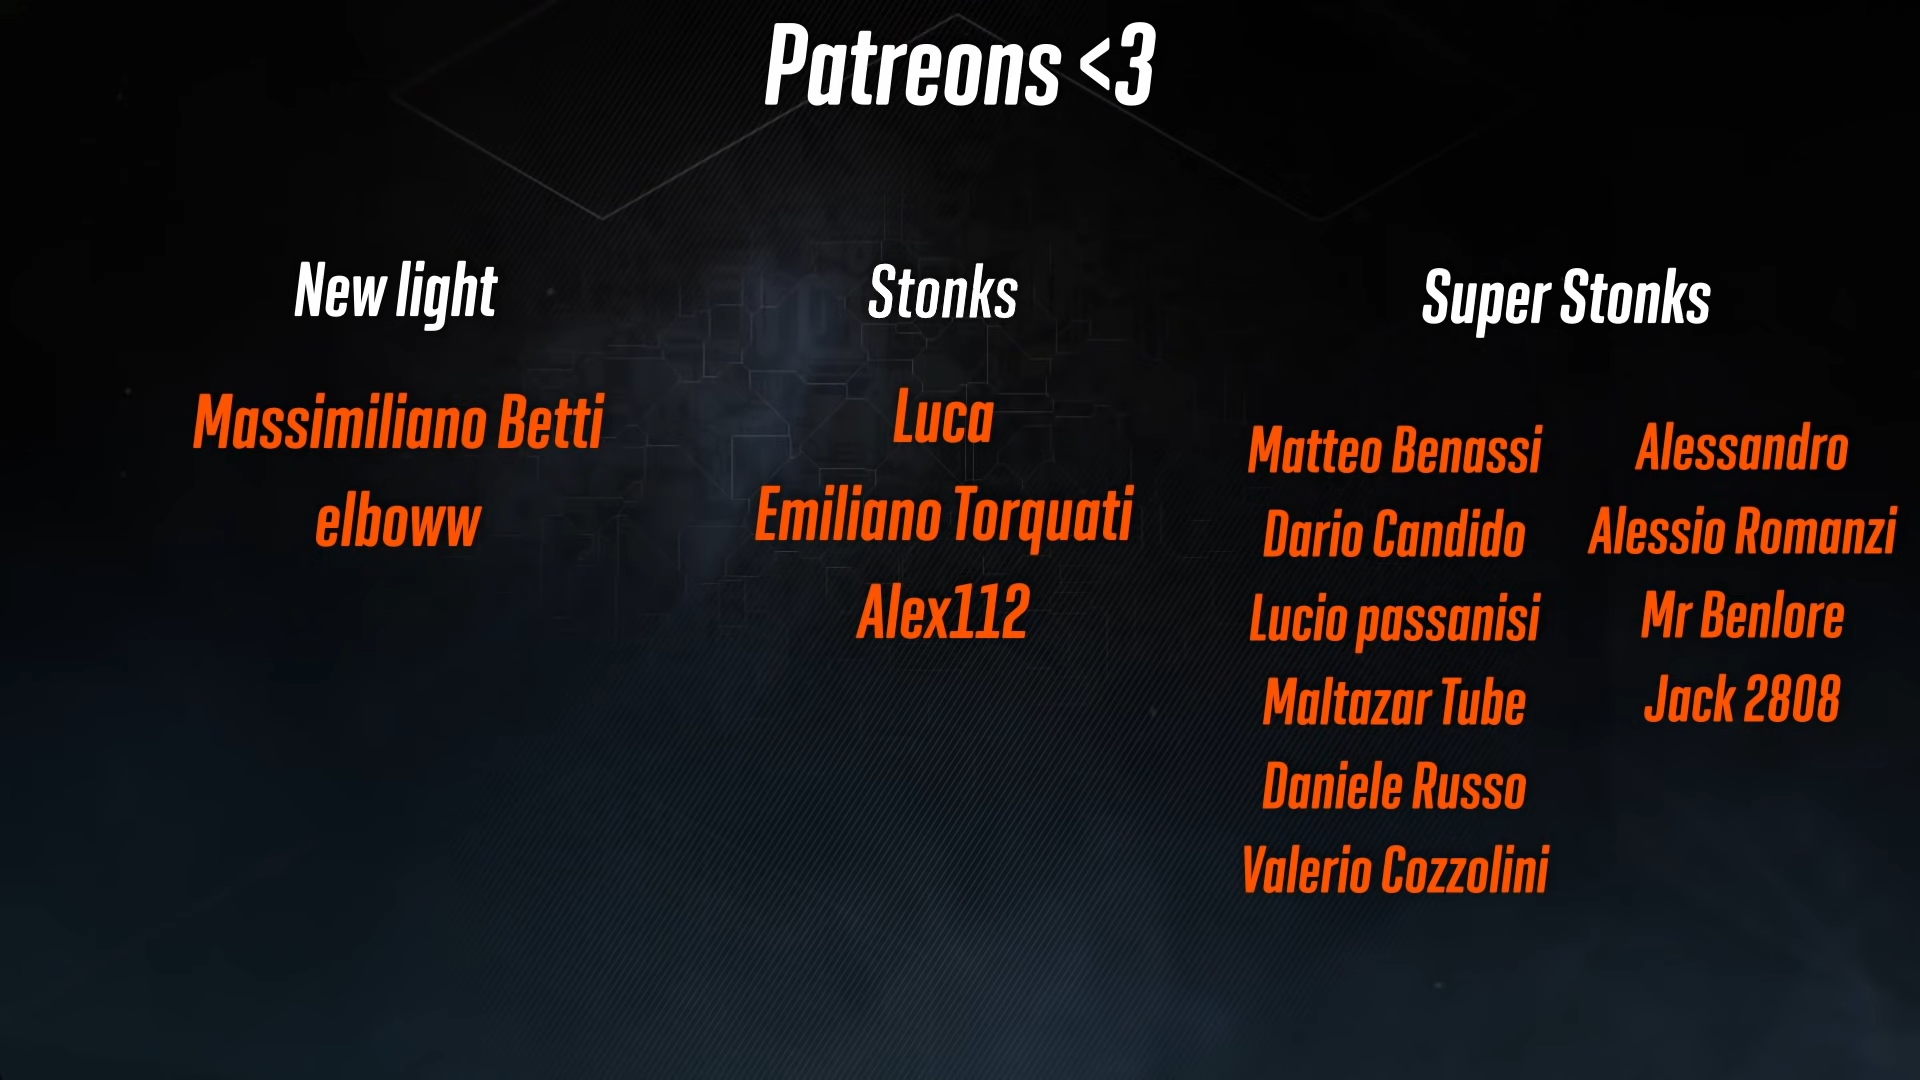 Patreons <3
New light
Massimiliano Betti
elboww
Stonks
Luca
Emiliano Torquati
Alex112
Super Stonks
Matteo Benassi
Dario Candido
Lucio passanisi
Maltazar Tube
Daniele Russo
Valerio Cozzolini
Alessandro
Alessio Romanzi
Mr Benlore
Jack 2808